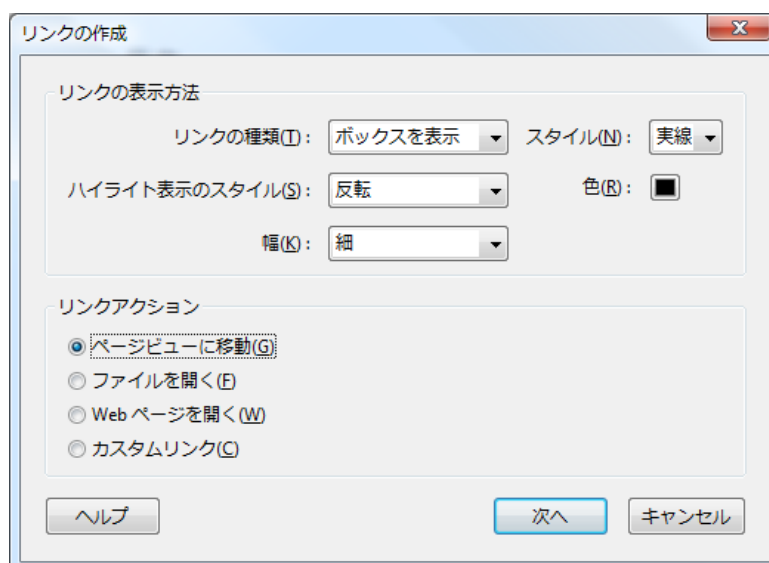 リンクの作成
リンクの表示方法
リンクの種類(T)： ボックスを表示 スタイル(N)： 実線
ハイライト表示のスタイル(S)： 反転 色(R)：
幅(K)： 細
リンクアクション
ページビューに移動(G)
ファイルを開く(F)
Web ページを開く(W)
カスタムリンク(C)
ヘルプ 次へ キャンセル